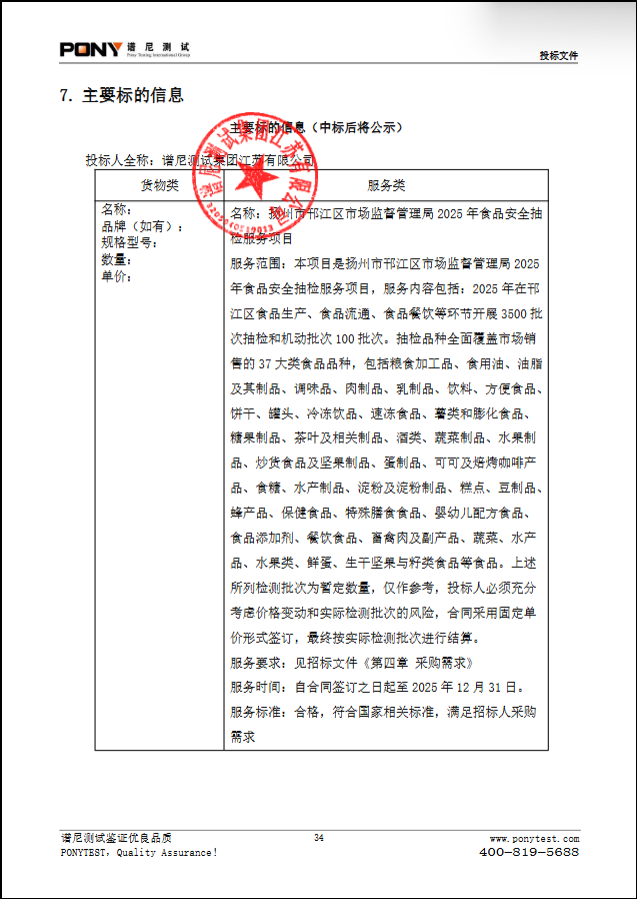 PONY 谱尼测试
Pony Testing International Group
投标文件
7. 主要标的信息
主要标的信息（中标后将公示）
投标人全称：谱尼测试集团江苏有限公司
货物类
服务类
名称：
品牌（如有）：
规格型号：
数量：
单价：
名称：扬州市邗江区市场监督管理局 2025 年食品安全抽
检服务项目
服务范围：本项目是扬州市邗江区市场监督管理局 2025
年食品安全抽检服务项目，服务内容包括：2025 年在邗
江区食品生产、食品流通、食品餐饮等环节开展 3500 批
次抽检和机动批次 100 批次。抽检品种全面覆盖市场销
售的 37 大类食品品种，包括粮食加工品、食用油、油脂
及其制品、调味品、肉制品、乳制品、饮料、方便食品、
饼干、罐头、冷冻饮品、速冻食品、薯类和膨化食品、
糖果制品、茶叶及相关制品、酒类、蔬菜制品、水果制
品、炒货食品及坚果制品、蛋制品、可可及焙烤咖啡产
品、食糖、水产制品、淀粉及淀粉制品、糕点、豆制品、
蜂产品、保健食品、特殊膳食食品、婴幼儿配方食品、
食品添加剂、餐饮食品、畜禽肉及副产品、蔬菜、水产
品、水果类、鲜蛋、生干坚果与籽类食品等食品。上述
所列检测批次为暂定数量，仅作参考，投标人必须充分
考虑价格变动和实际检测批次的风险，合同采用固定单
价形式签订，最终按实际检测批次进行结算。
服务要求：见招标文件《第四章 采购需求》
服务时间：自合同签订之日起至 2025 年 12 月 31 日。
服务标准：合格，符合国家相关标准，满足招标人采购
需求
谱尼测试集团江苏有限公司
谱尼测试鉴证优良品质
PONYTEST, Quality Assurance!
34
www.ponytest.com
400-819-5688